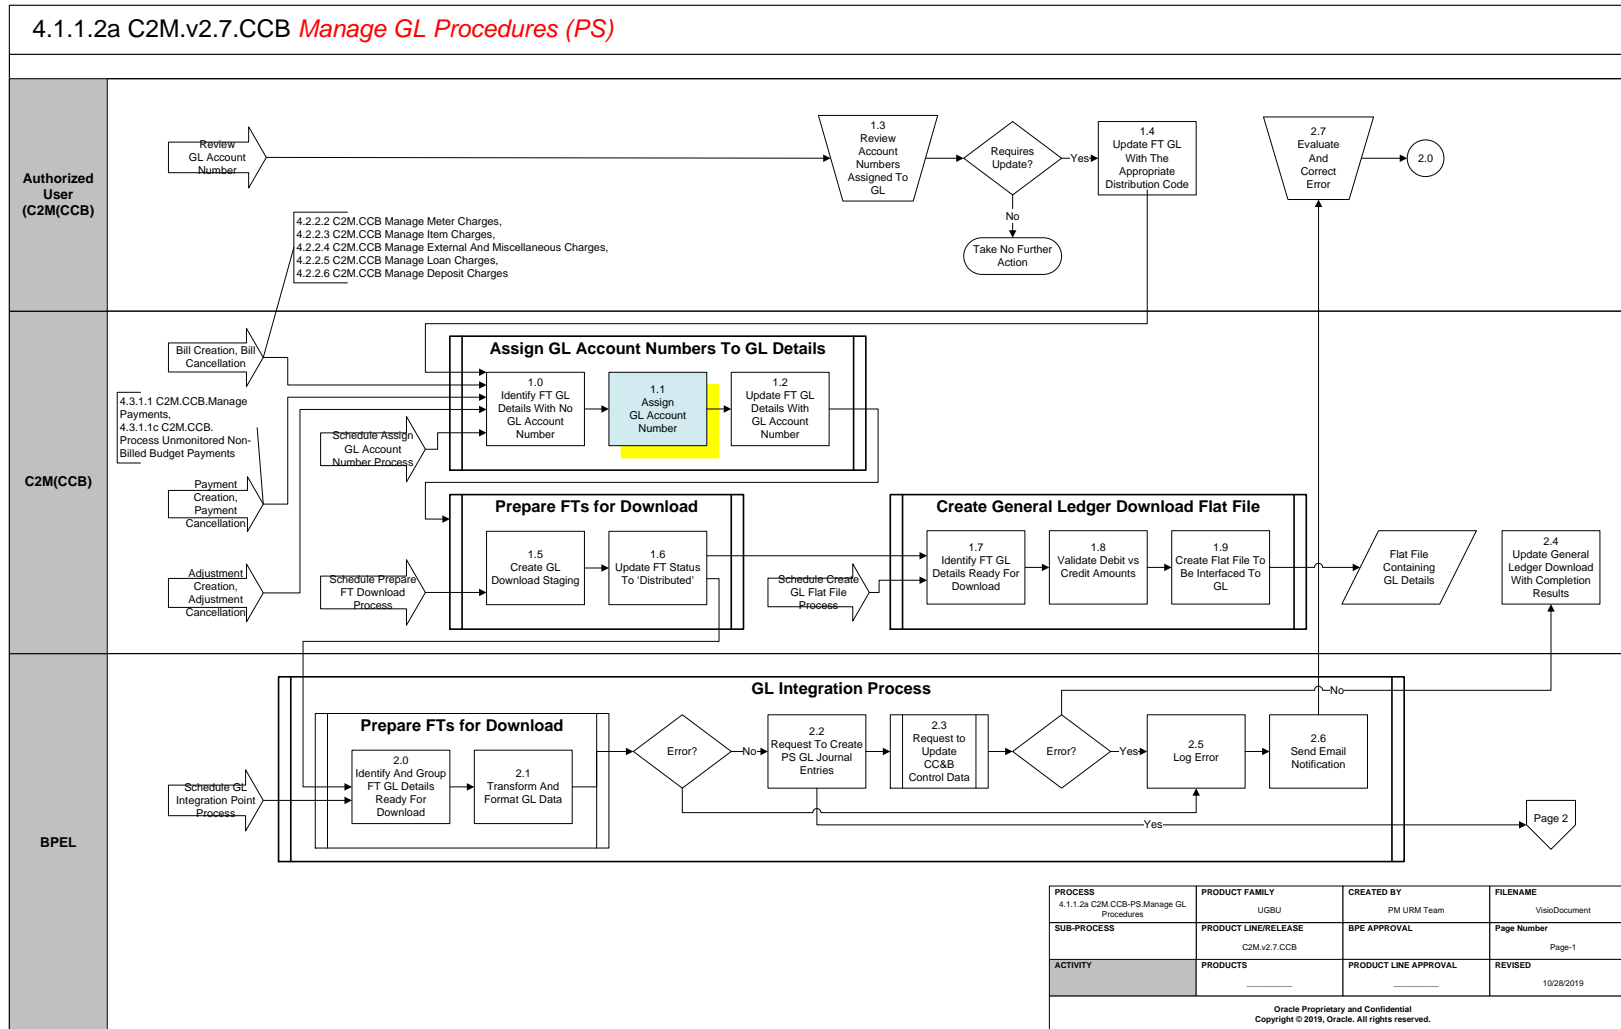 4.1.1.2a C2M.v2.7.CCB Manage GL Procedures (PS)
Authorized
User
(C2M(CCB)
Review
GL Account
Number
1.3
Review
Account
Numbers
Assigned To
GL
Requires
Update?
Yes
No
Take No Further
Action
1.4
Update FT GL
With The
Appropriate
Distribution Code
2.7
Evaluate
And
Correct
Error
2.0
4.2.2.2 C2M.CCB Manage Meter Charges,
4.2.2.3 C2M.CCB Manage Item Charges,
4.2.2.4 C2M.CCB Manage External And Miscellaneous Charges,
4.2.2.5 C2M.CCB Manage Loan Charges,
4.2.2.6 C2M.CCB Manage Deposit Charges
C2M(CCB)
Bill Creation, Bill
Cancellation
4.3.1.1 C2M.CCB.Manage
Payments,
4.3.1.1c C2M.CCB.
Process Unmonitored Non-
Billed Budget Payments
Payment
Creation,
Payment
Cancellation
Adjustment
Creation,
Adjustment
Cancellation
Assign GL Account Numbers To GL Details
1.0
Identify FT GL
Details With No
GL Account
Number
1.1
Assign
GL Account
Number
1.2
Update FT GL
Details With
GL Account
Number
Schedule Assign
GL Account
Number Process
Prepare FTs for Download
1.5
Create GL
Download Staging
1.6
Update FT Status
To ‘Distributed’
Schedule Prepare
FT Download
Process
Create General Ledger Download Flat File
1.7
Identify FT GL
Details Ready For
Download
1.8
Validate Debit vs
Credit Amounts
1.9
Create Flat File To
Be Interfaced To
GL
Schedule Create
GL Flat File
Process
Flat File
Containing
GL Details
2.4
Update General
Ledger Download
With Completion
Results
BPEL
GL Integration Process
Prepare FTs for Download
2.0
Identify And Group
FT GL Details
Ready For
Download
2.1
Transform And
Format GL Data
Schedule GL
Integration Point
Process
Error?
No
2.2
Request To Create
PS GL Journal
Entries
2.3
Request to
Update
CC&B
Control Data
Error?
Yes
No
2.5
Log Error
2.6
Send Email
Notification
Yes
Page 2
PROCESS
4.1.1.2a C2M.CCB-PS.Manage GL
Procedures
PRODUCT FAMILY
UGBU
CREATED BY
PM URM Team
FILENAME
VisioDocument
SUB-PROCESS
PRODUCT LINE/RELEASE
C2M.v2.7.CCB
BPE APPROVAL
Page Number
Page-1
ACTIVITY
PRODUCTS
PRODUCT LINE APPROVAL
REVISED
10/28/2019
Oracle Proprietary and Confidential
Copyright © 2019, Oracle. All rights reserved.